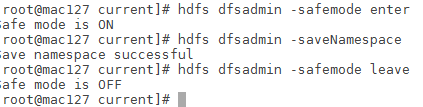 root@mac127 current]# hdfs dfsadmin -safemode enter
Safe mode is ON
root@mac127 current]# hdfs dfsadmin -saveNamespace
Save namespace successful
root@mac127 current]# hdfs dfsadmin -safemode leave
Safe mode is OFF
root@mac127 current]#